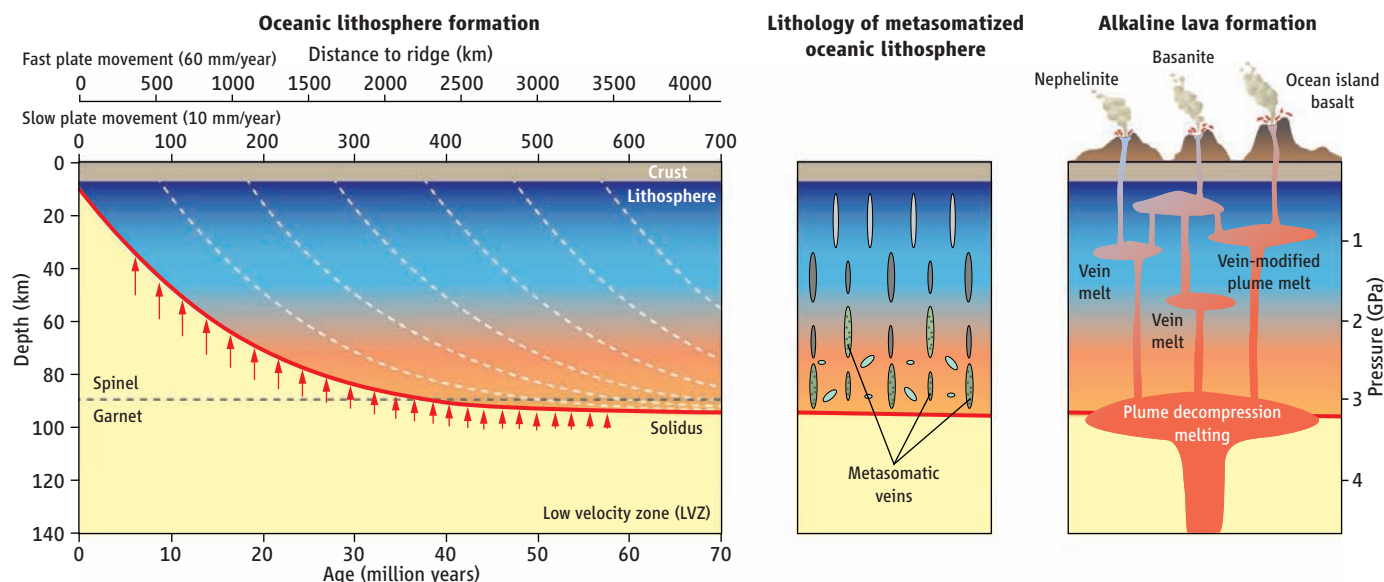 Oceanic lithosphere formation
Fast plate movement (60 mm/year)
Distance to ridge (km)
0 500 1000 1500 2000 2500 3000 3500 4000
Slow plate movement (10 mm/year)
0 100 200 300 400 500 600 700
Depth (km)
0
20
40
60
80
100
120
140
Crust
Lithosphere
Spinel
Garnet
Solidus
Low velocity zone (LVZ)
0 10 20 30 40 50 60 70
Age (million years)
Lithology of metasomatized
oceanic lithosphere
Metasomatic
veins
Alkaline lava formation
Nephelinite
Basanite
Ocean island
basalt
Vein
melt
Vein
melt
Vein-modified
plume melt
Plume decompression
melting
1
2
3
4
Pressure (GPa)